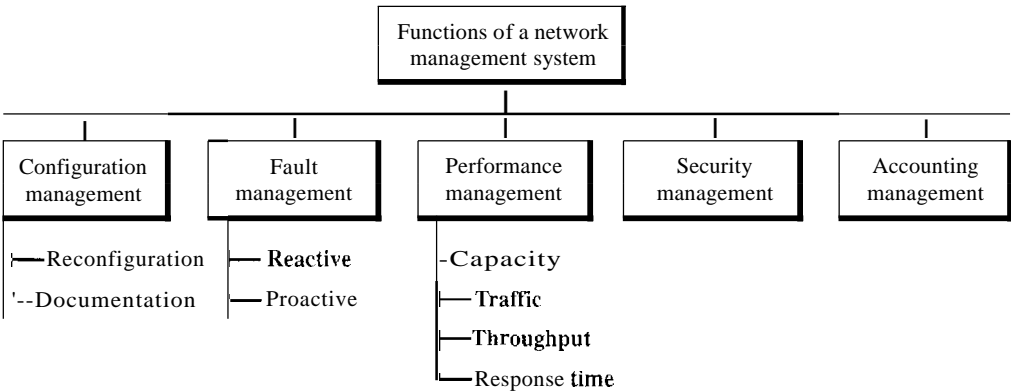 Functions of a network
management system
Configuration
management
Fault
management
Performance
management
Security
management
Accounting
management
Reconfiguration
'--Documentation
Reactive
Proactive
-Capacity
Traffic
Throughput
Response time